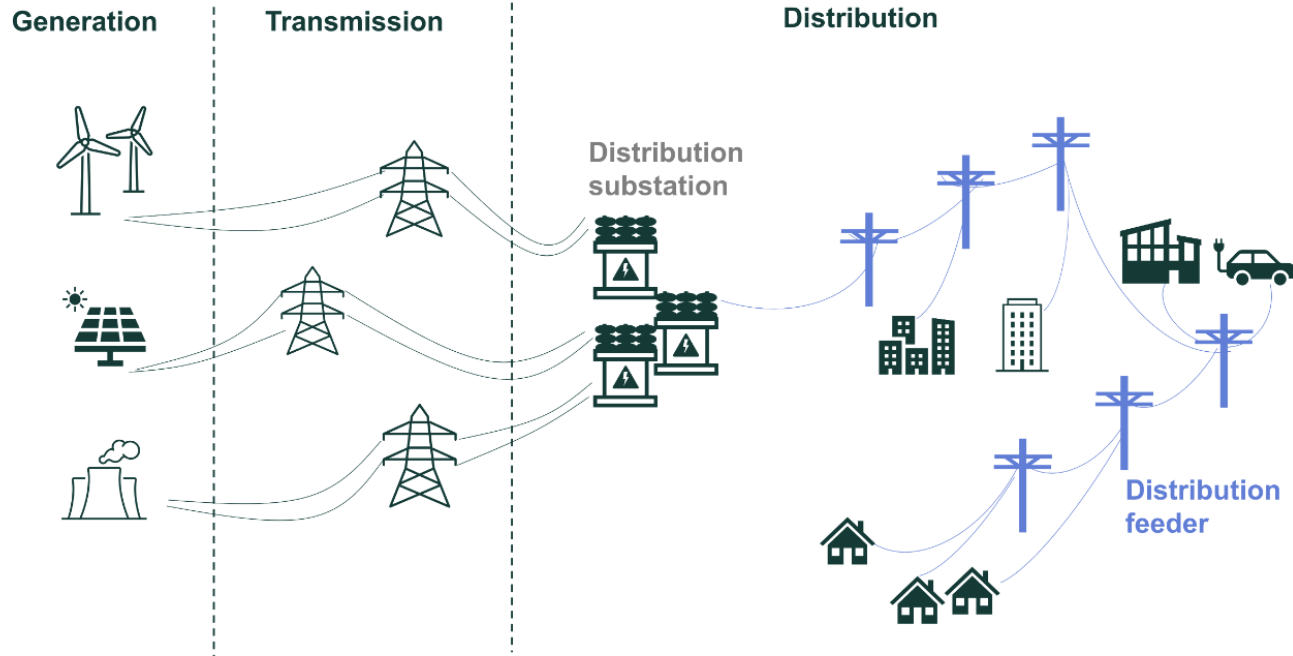 Generation
Transmission
Distribution
Distribution
substation
Distribution
feeder